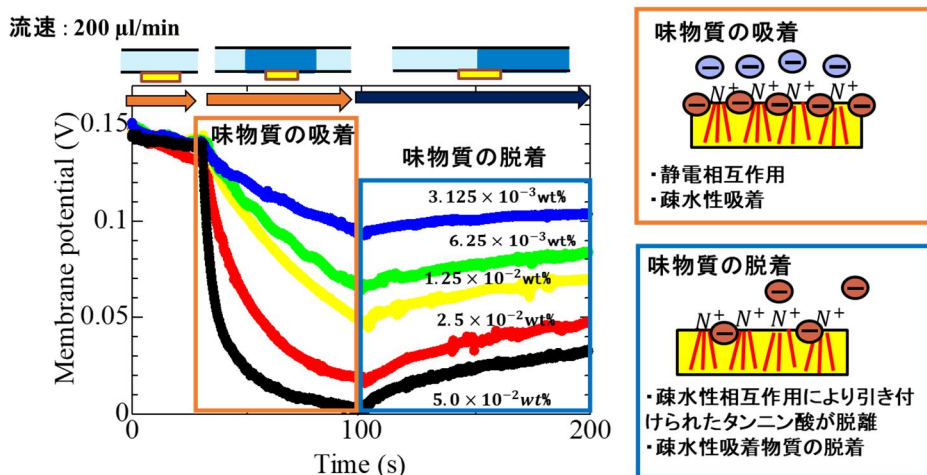 流速 : 200 μl/min
味物質の吸着
味物質の脱着
Membrane potential (V)
0.15
0.1
0.05
0
0
100
200
Time (s)
3.125 × 10⁻³wt%
6.25 × 10⁻³wt%
1.25 × 10⁻²wt%
2.5 × 10⁻²wt%
5.0 × 10⁻²wt%
味物質の吸着
− − − −
N⁺ N⁺ N⁺ N⁺
− − − − −
・静電相互作用
・疎水性吸着
味物質の脱着
− −
N⁺ N⁺ N⁺ N⁺
− −
・疎水性相互作用により引き付
けられたタンニン酸が脱離
・疎水性吸着物質の脱着